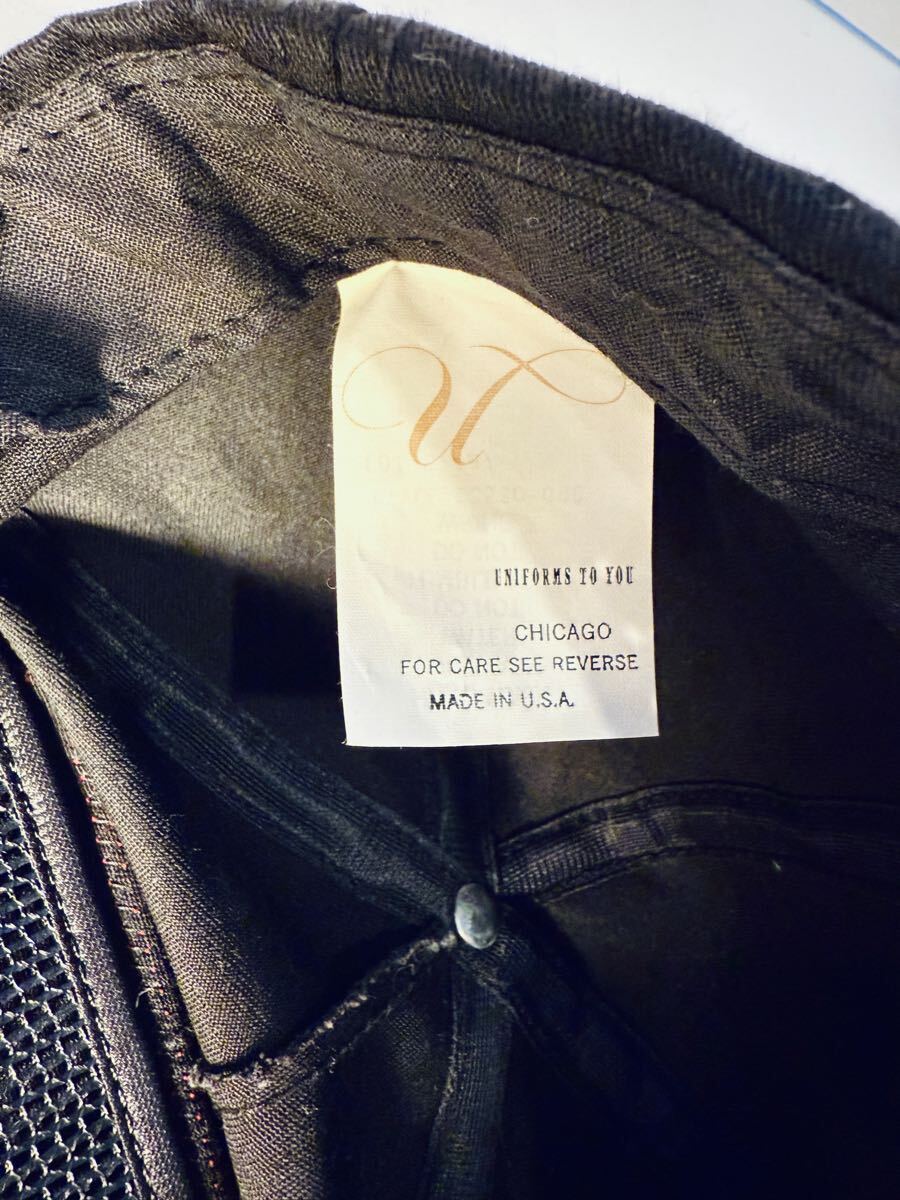 U
UNIFORMS TO YOU
CHICAGO
FOR CARE SEE REVERSE
MADE IN U.S.A.